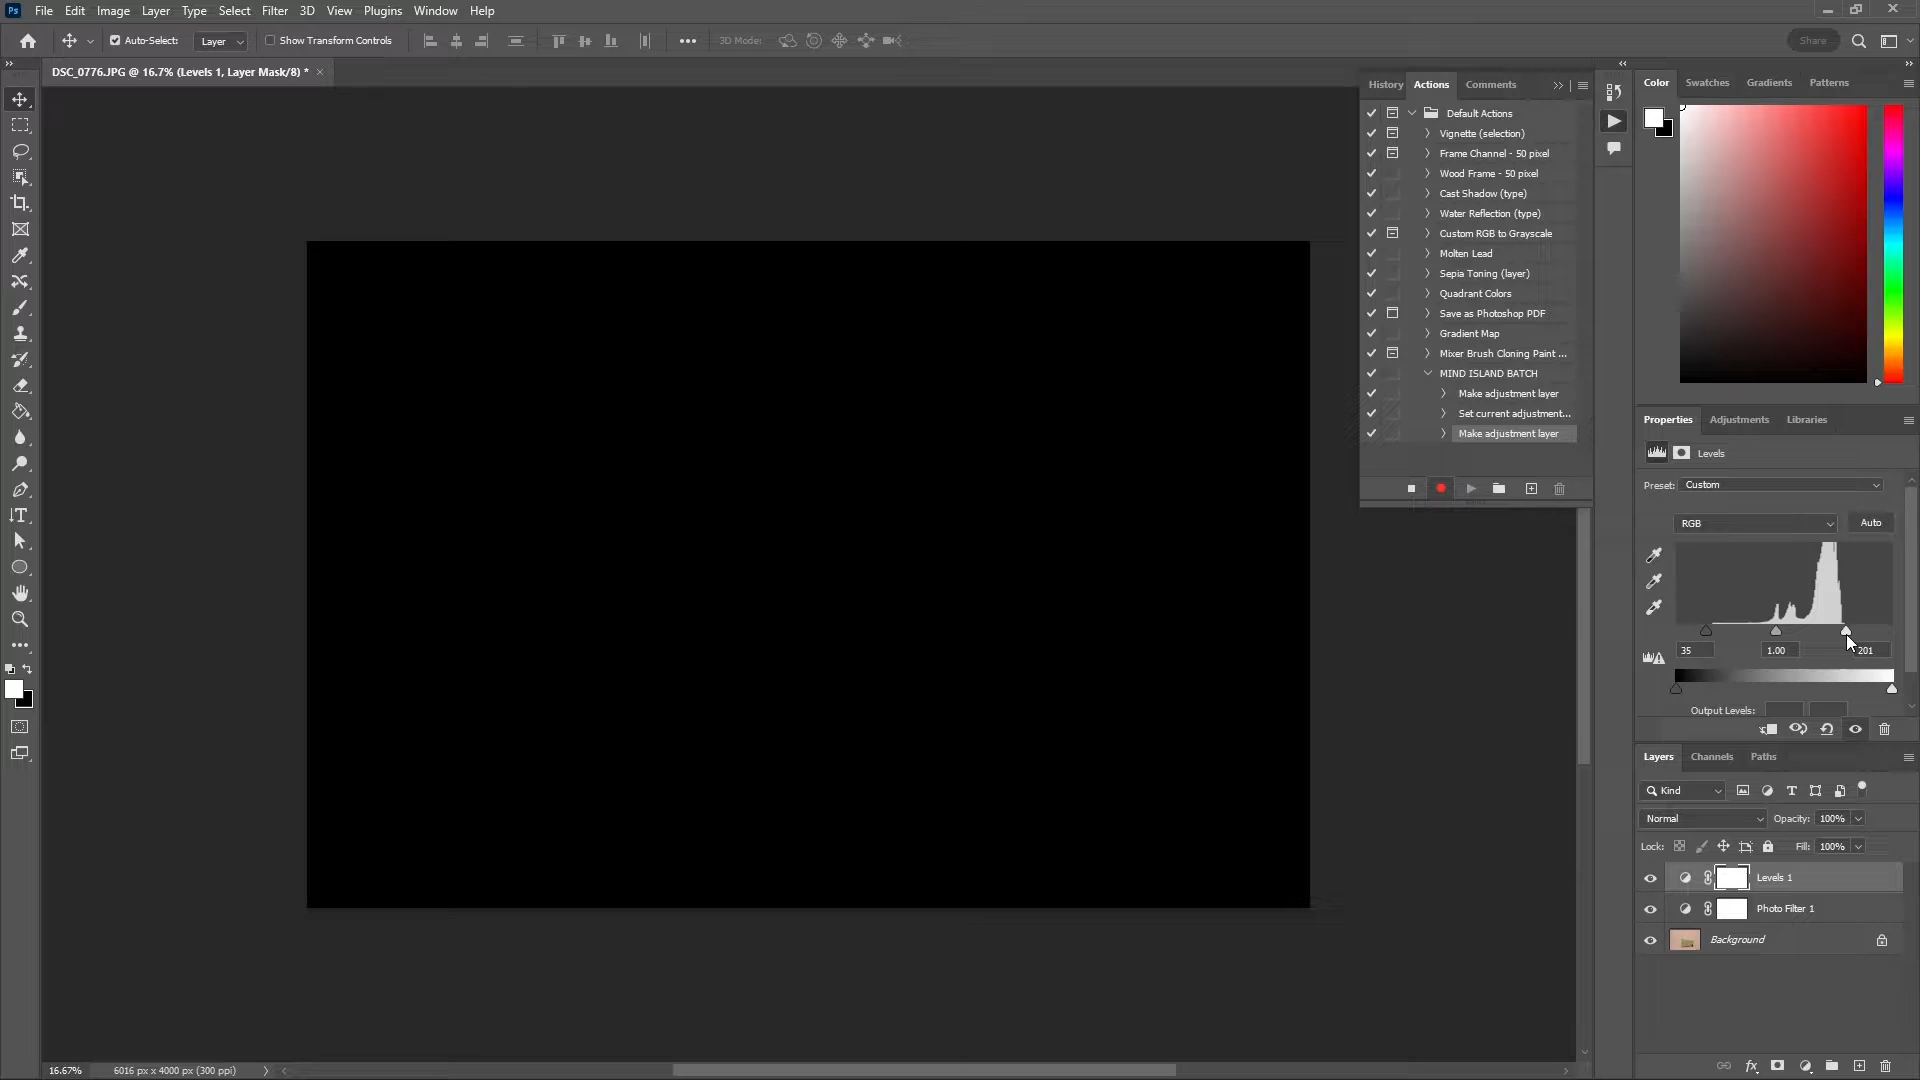 Ps File Edit Image Layer Type Select Filter 3D View Plugins Window Help
Auto-Select: Layer Show Transform Controls 3D Mode: Share
DSC_0776.JPG @ 16.7% (Levels 1, Layer Mask/8) *
History Actions Comments
Default Actions
Vignette (selection)
Frame Channel - 50 pixel
Wood Frame - 50 pixel
Cast Shadow (type)
Water Reflection (type)
Custom RGB to Grayscale
Molten Lead
Sepia Toning (layer)
Quadrant Colors
Save as Photoshop PDF
Gradient Map
Mixer Brush Cloning Paint ...
MIND ISLAND BATCH
Make adjustment layer
Set current adjustment...
Make adjustment layer
Color Swatches Gradients Patterns
Properties Adjustments Libraries
Levels
Preset: Custom
RGB Auto
35 1.00 201
Output Levels:
Layers Channels Paths
Kind
Normal Opacity: 100%
Lock: Fill: 100%
Levels 1
Photo Filter 1
Background
fx
16.67% 6016 px x 4000 px (300 ppi)